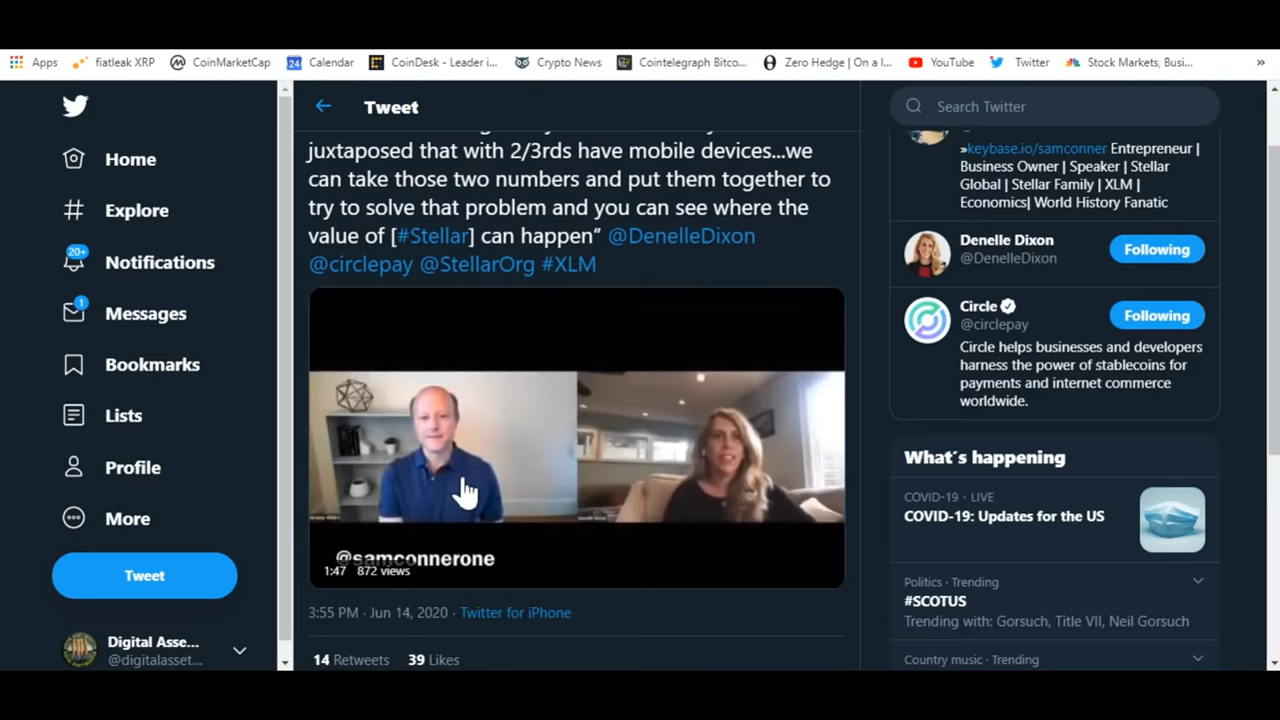 Apps
fiatleak XRP
CoinMarketCap
24
Calendar
CoinDesk - Leader i...
Crypto News
Cointelegraph Bitco...
Zero Hedge | On a l...
YouTube
Twitter
Stock Markets, Busi...
»
Home
Explore
20+
Notifications
1
Messages
Bookmarks
Lists
Profile
More
Tweet
Digital Asse...
@digitalasset...
Tweet
juxtaposed that with 2/3rds have mobile devices...we
can take those two numbers and put them together to
try to solve that problem and you can see where the
value of [#Stellar] can happen” @DenelleDixon
@circlepay @StellarOrg #XLM
@samconnerone
1:47 872 views
3:55 PM · Jun 14, 2020 · Twitter for iPhone
14 Retweets 39 Likes
Search Twitter
»keybase.io/samconner Entrepreneur |
Business Owner | Speaker | Stellar
Global | Stellar Family | XLM |
Economics| World History Fanatic
Denelle Dixon
@DenelleDixon
Following
Circle
@circlepay
Following
Circle helps businesses and developers
harness the power of stablecoins for
payments and internet commerce
worldwide.
What's happening
COVID-19 · LIVE
COVID-19: Updates for the US
Politics · Trending
#SCOTUS
Trending with: Gorsuch, Title VII, Neil Gorsuch
Country music · Trending